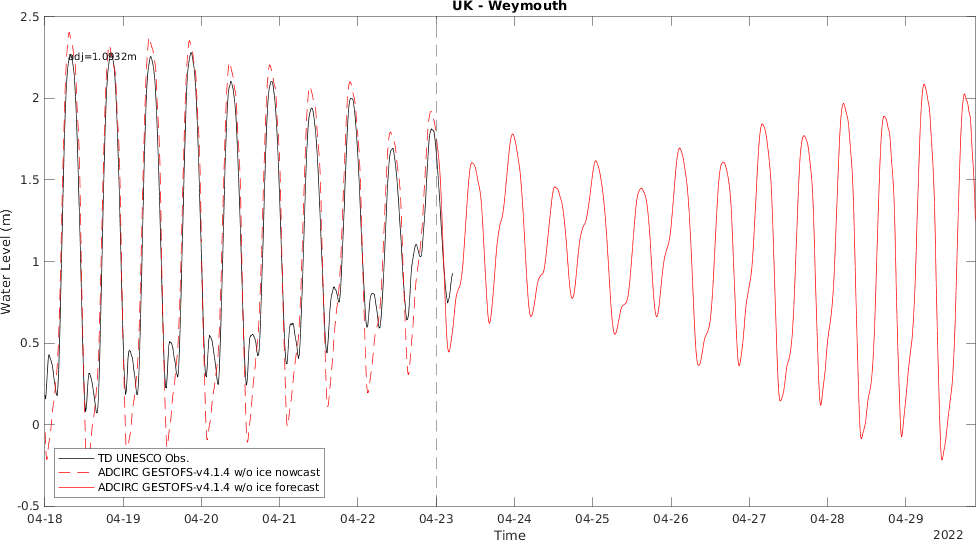 UK - Weymouth
adj=1.0932m
Water Level (m)
2.5
2
1.5
1
0.5
0
-0.5
TD UNESCO Obs.
ADCIRC GESTOFS-v4.1.4 w/o ice nowcast
ADCIRC GESTOFS-v4.1.4 w/o ice forecast
04-18 04-19 04-20 04-21 04-22 04-23 04-24 04-25 04-26 04-27 04-28 04-29
Time
2022